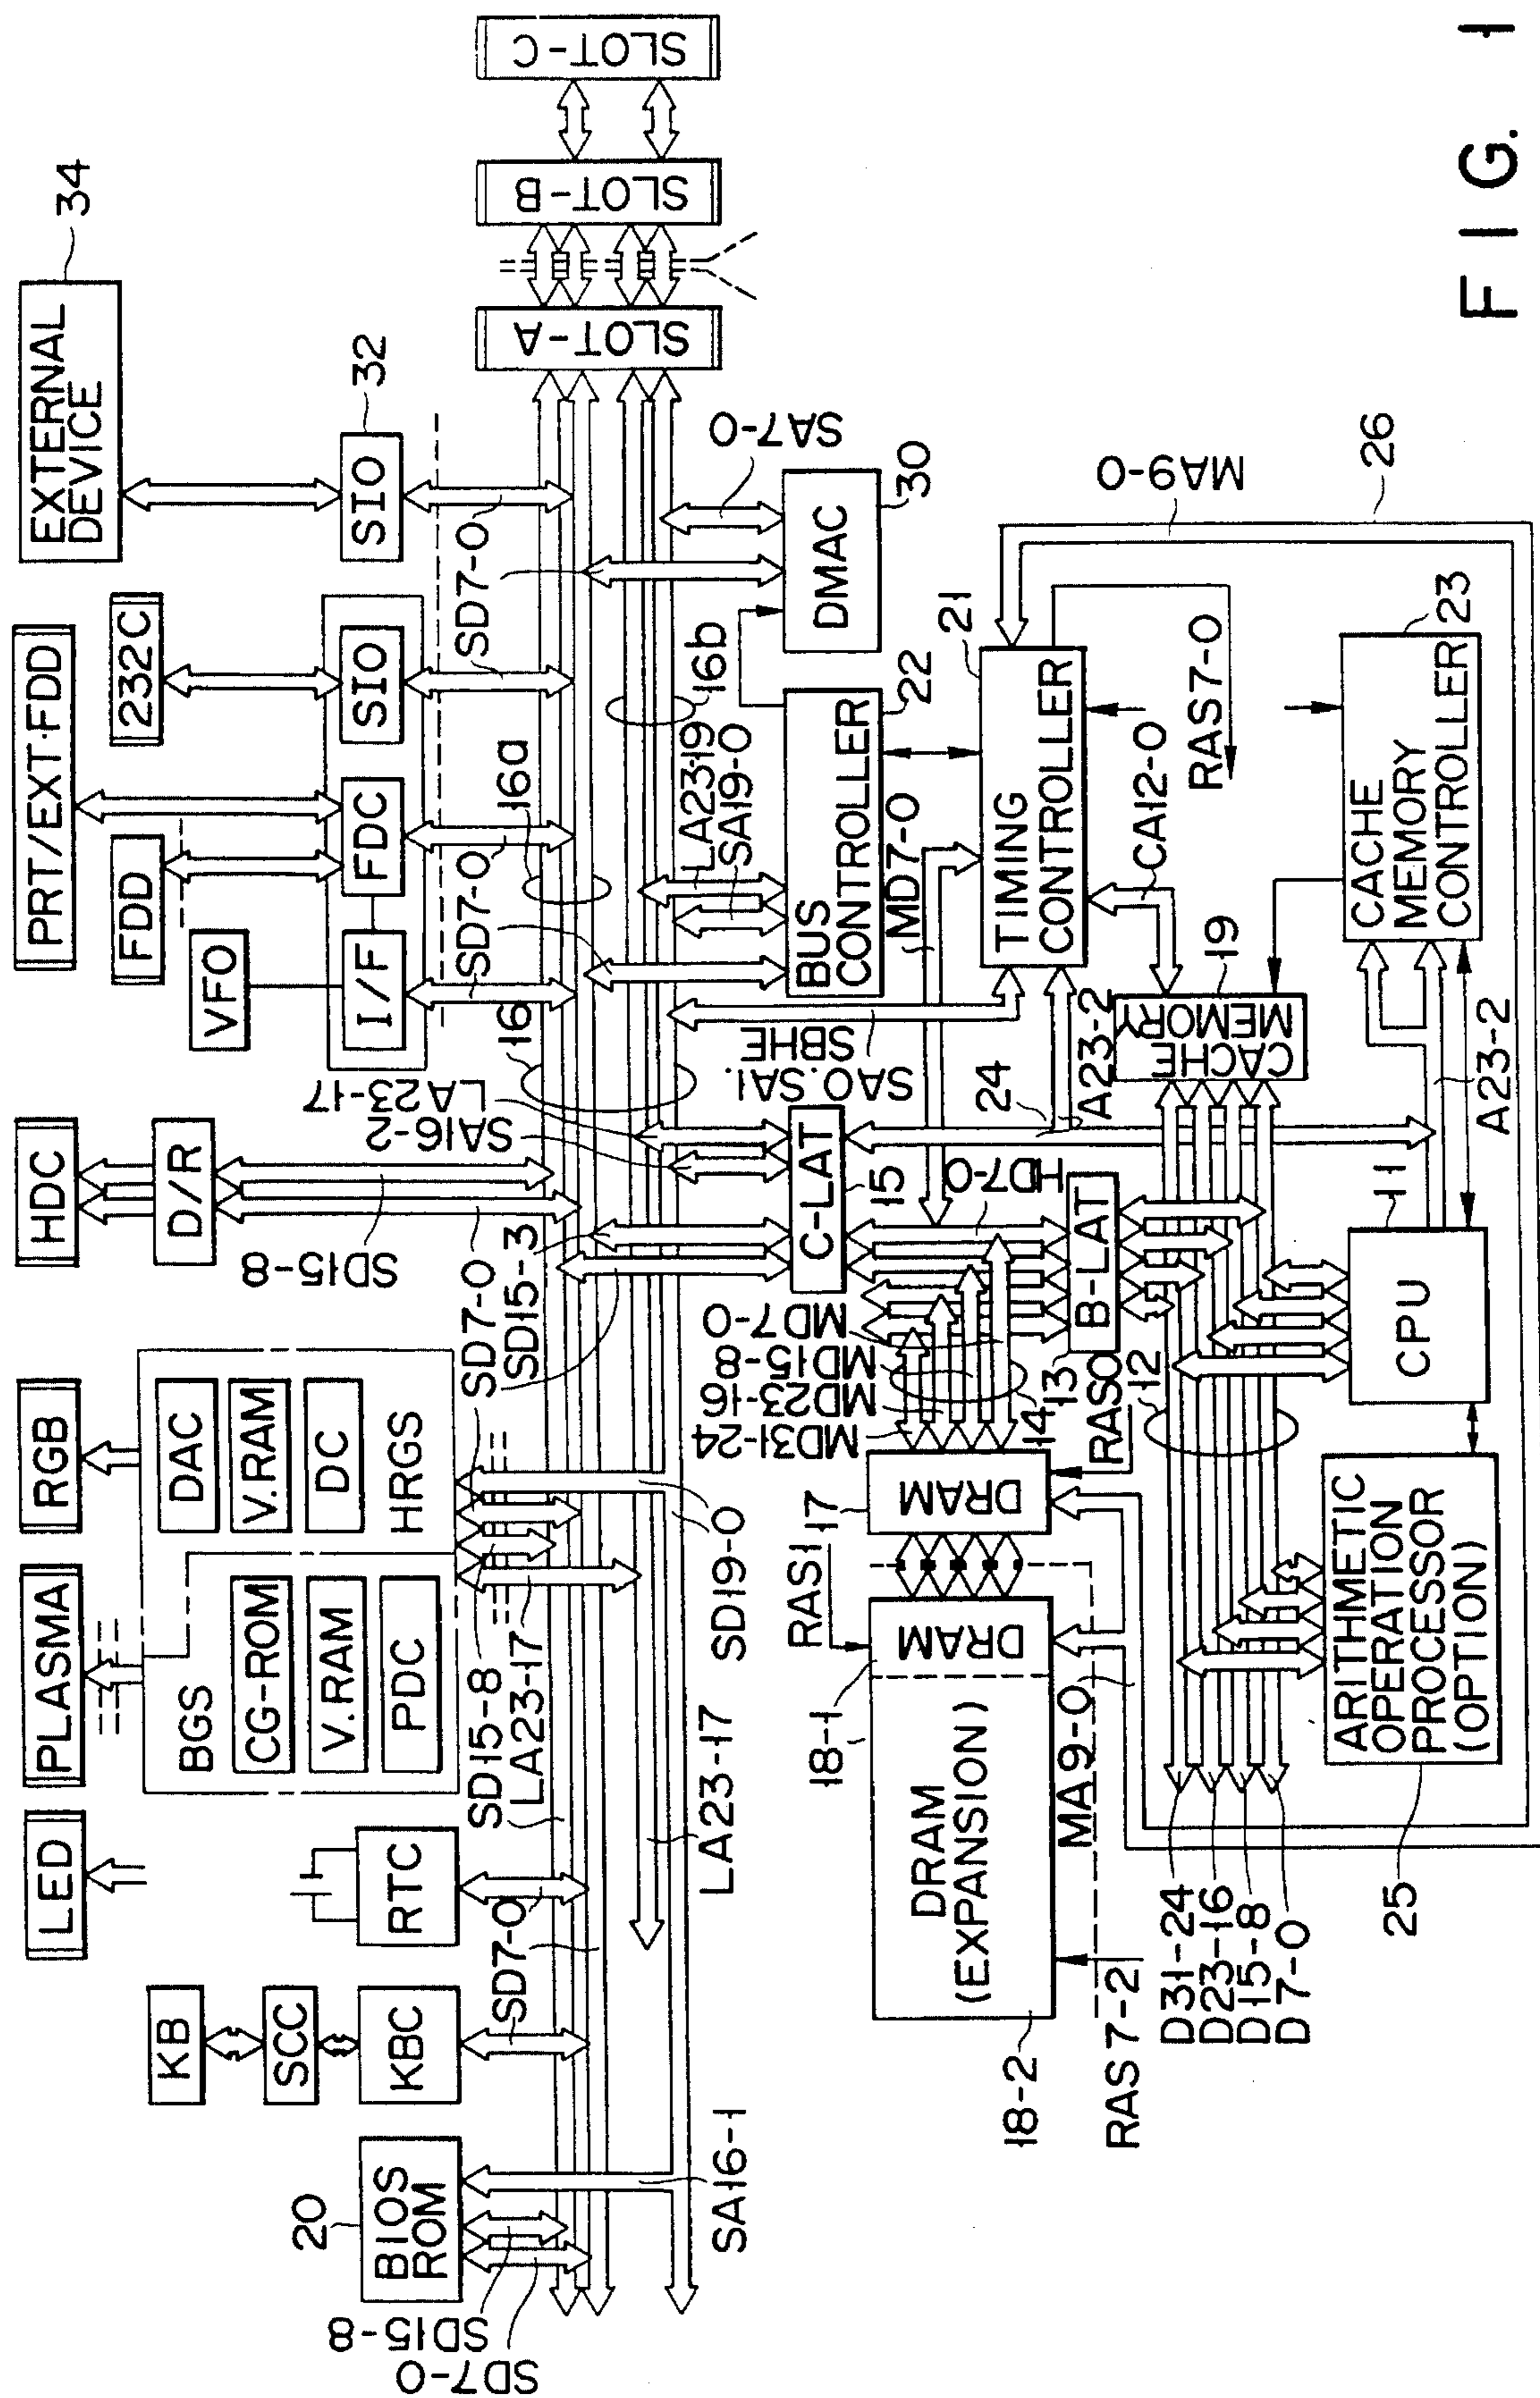 34
EXTERNAL
DEVICE
PRT/EXT·FDD
232C
FDD
VFO
HDC
D/R
RGB
PLASMA
LED
KB
SCC
KBC
RTC
20
BIOS
ROM
SD15-8
SD7-0
32
SIO
SIO
FDC
I/F
SD7-0
SD7-0
DAC
V.RAM
DC
HRGS
BGS
CG-ROM
V.RAM
PDC
SD15-8
SD7-0
SD15-3
SD15-8
LA23-17
SD7-0
16
16a
16b
SLOT-A
SLOT-B
SLOT-C
LA23-17
SA16-2
SD19-0
LA23-17
SA16-1
SA7-0
DMAC
30
LA23-19
SA19-0
BUS
CONTROLLER
22
SA0.SA1.
SBHE
MD7-0
C-LAT
15
HD7-0
MD7-0
MD15-8
MD23-16
MD31-24
14
B-LAT
13
RAS0
12
DRAM
17
RAS1
DRAM
18-1
DRAM
(EXPANSION)
18-2
MA9-0
RAS7-2
TIMING
CONTROLLER
21
MA9-0
26
RAS7-0
CA12-0
24
A23-2
CACHE
MEMORY
19
CACHE
MEMORY
CONTROLLER
23
A23-2
CPU
11
ARITHMETIC
OPERATION
PROCESSOR
(OPTION)
25
D31-24
D23-16
D15-8
D7-0
FIG. 1